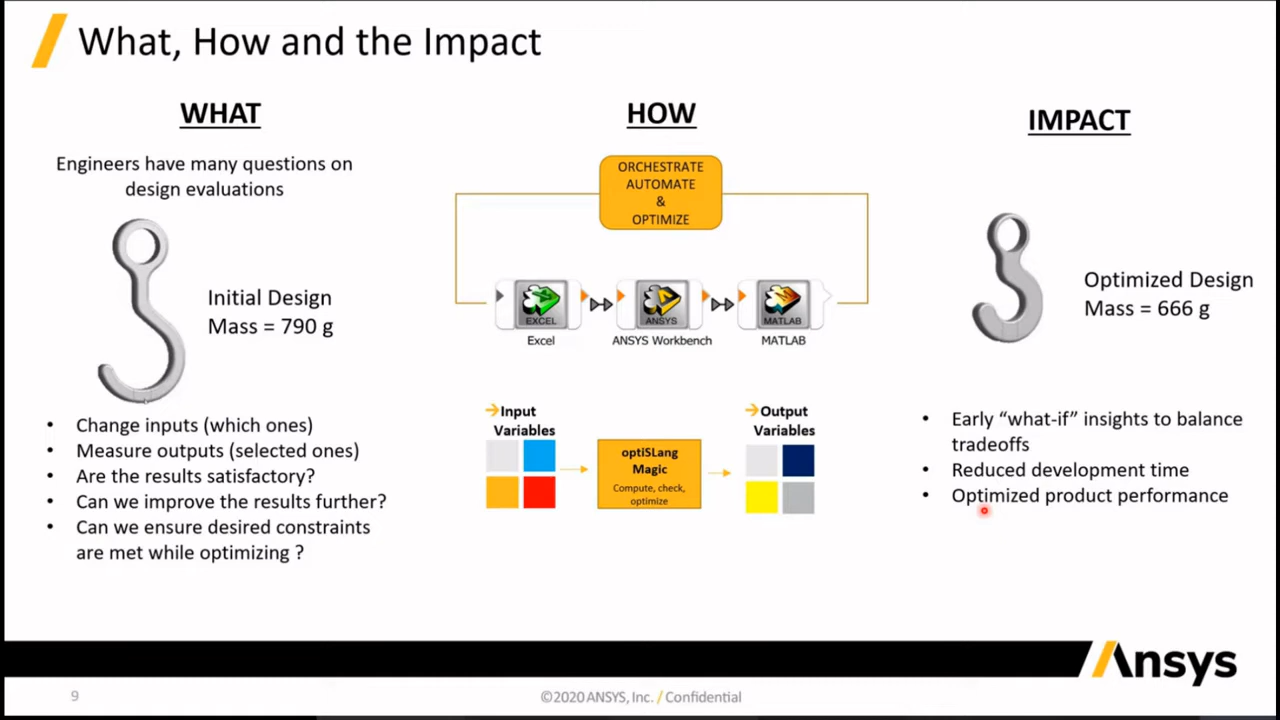 What, How and the Impact
WHAT
Engineers have many questions on
design evaluations
Initial Design
Mass = 790 g
• Change inputs (which ones)
• Measure outputs (selected ones)
• Are the results satisfactory?
• Can we improve the results further?
• Can we ensure desired constraints
are met while optimizing ?
HOW
ORCHESTRATE
AUTOMATE
&
OPTIMIZE
EXCEL
ANSYS
MATLAB
Excel
ANSYS Workbench
MATLAB
Input
Variables
optiSLang
Magic
Compute, check,
optimize
Output
Variables
IMPACT
Optimized Design
Mass = 666 g
• Early “what-if” insights to balance
tradeoffs
• Reduced development time
• Optimized product performance
Ansys
9
©2020 ANSYS, Inc. / Confidential